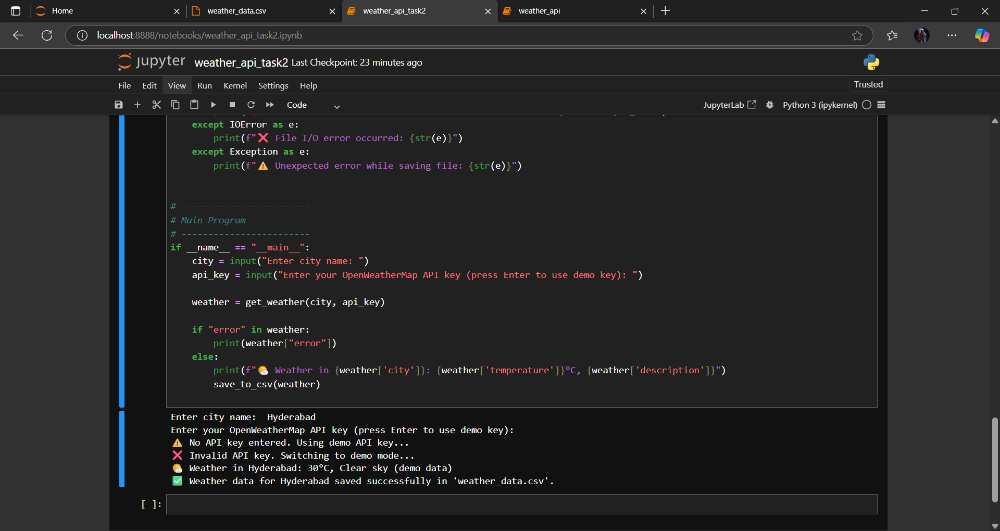 Home
weather_data.csv
weather_api_task2
weather_api
localhost:8888/notebooks/weather_api_task2.ipynb
jupyter weather_api_task2 Last Checkpoint: 23 minutes ago
File Edit View Run Kernel Settings Help Trusted
Code JupyterLab Python 3 (ipykernel)
except IOError as e:
print(f"❌ File I/O error occurred: {str(e)}")
except Exception as e:
print(f"⚠️ Unexpected error while saving file: {str(e)}")
# ------------------------
# Main Program
# ------------------------
if __name__ == "__main__":
city = input("Enter city name: ")
api_key = input("Enter your OpenWeatherMap API key (press Enter to use demo key): ")
weather = get_weather(city, api_key)
if "error" in weather:
print(weather["error"])
else:
print(f"🌤️ Weather in {weather['city']}: {weather['temperature']}°C, {weather['description']}")
save_to_csv(weather)
Enter city name:  Hyderabad
Enter your OpenWeatherMap API key (press Enter to use demo key):
⚠️ No API key entered. Using demo API key...
❌ Invalid API key. Switching to demo mode...
🌤️ Weather in Hyderabad: 30°C, Clear sky (demo data)
✅ Weather data for Hyderabad saved successfully in 'weather_data.csv'.
[ ]: